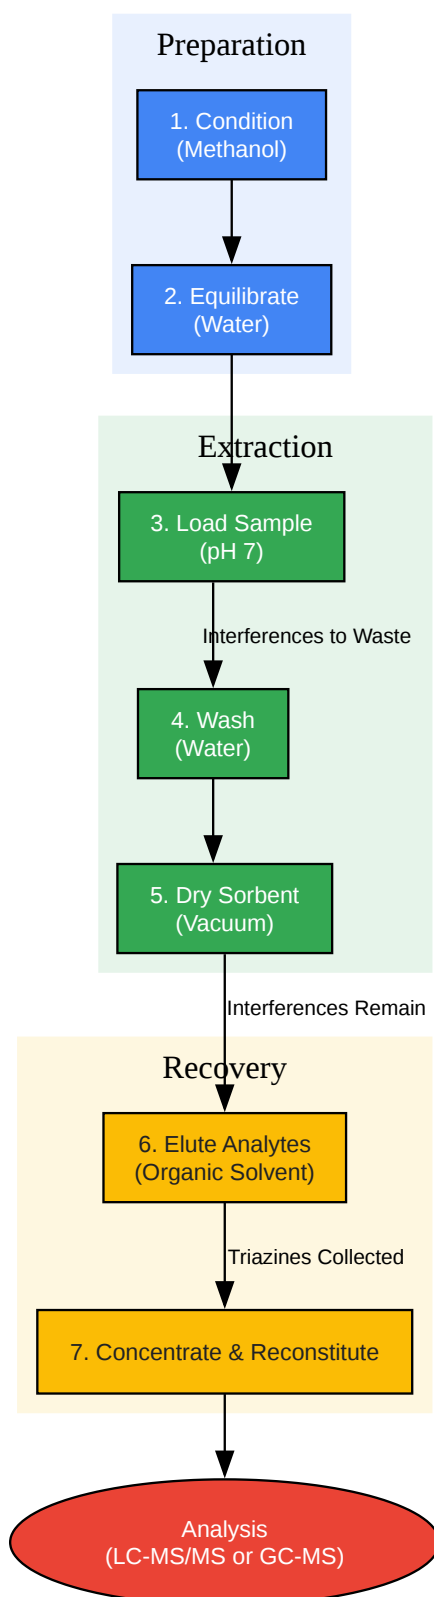 Preparation
1. Condition
(Methanol)
2. Equilibrate
(Water)
Extraction
3. Load Sample
(pH 7)
Interferences to Waste
4. Wash
(Water)
5. Dry Sorbent
(Vacuum)
Interferences Remain
Recovery
6. Elute Analytes
(Organic Solvent)
Triazines Collected
7. Concentrate & Reconstitute
Analysis
(LC-MS/MS or GC-MS)